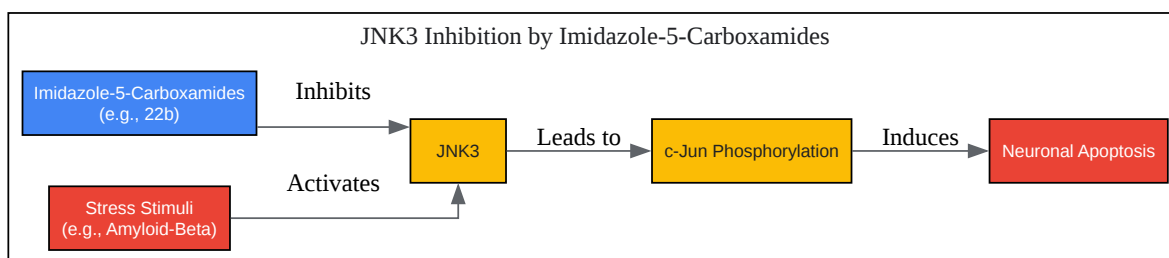 JNK3 Inhibition by Imidazole-5-Carboxamides
Imidazole-5-Carboxamides
(e.g., 22b)
Inhibits
JNK3
Leads to
c-Jun Phosphorylation
Induces
Neuronal Apoptosis
Activates
Stress Stimuli
(e.g., Amyloid-Beta)